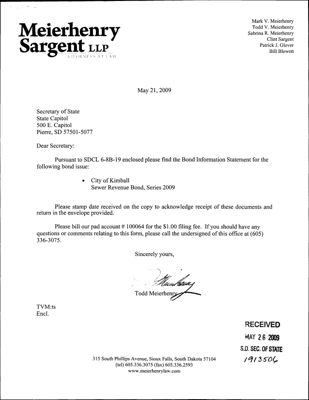 Meierhenry
Sargent LLP
ATTORNEYS AT LAW
Mark V. Meierhenry
Todd V. Meierhenry
Sabrina R. Meierhenry
Clint Sargent
Patrick J. Glover
Bill Blewett
May 21, 2009
Secretary of State
State Capitol
500 E. Capitol
Pierre, SD 57501-5077
Dear Secretary:
Pursuant to SDCL 6-8B-19 enclosed please find the Bond Information Statement for the
following bond issue:
• City of Kimball
Sewer Revenue Bond, Series 2009
Please stamp date received on the copy to acknowledge receipt of these documents and
return in the envelope provided.
Please bill our pad account # 100064 for the $1.00 filing fee. If you should have any
questions or comments relating to this form, please call the undersigned of this office at (605)
336-3075.
Sincerely yours,
Todd Meierhenry
TVM:ts
Encl.
RECEIVED
MAY 26 2009
S.D. SEC. OF STATE
1913506
315 South Phillips Avenue, Sioux Falls, South Dakota 57104
(tel) 605.336.3075 (fax) 605.336.2593
www.meierhenrylaw.com